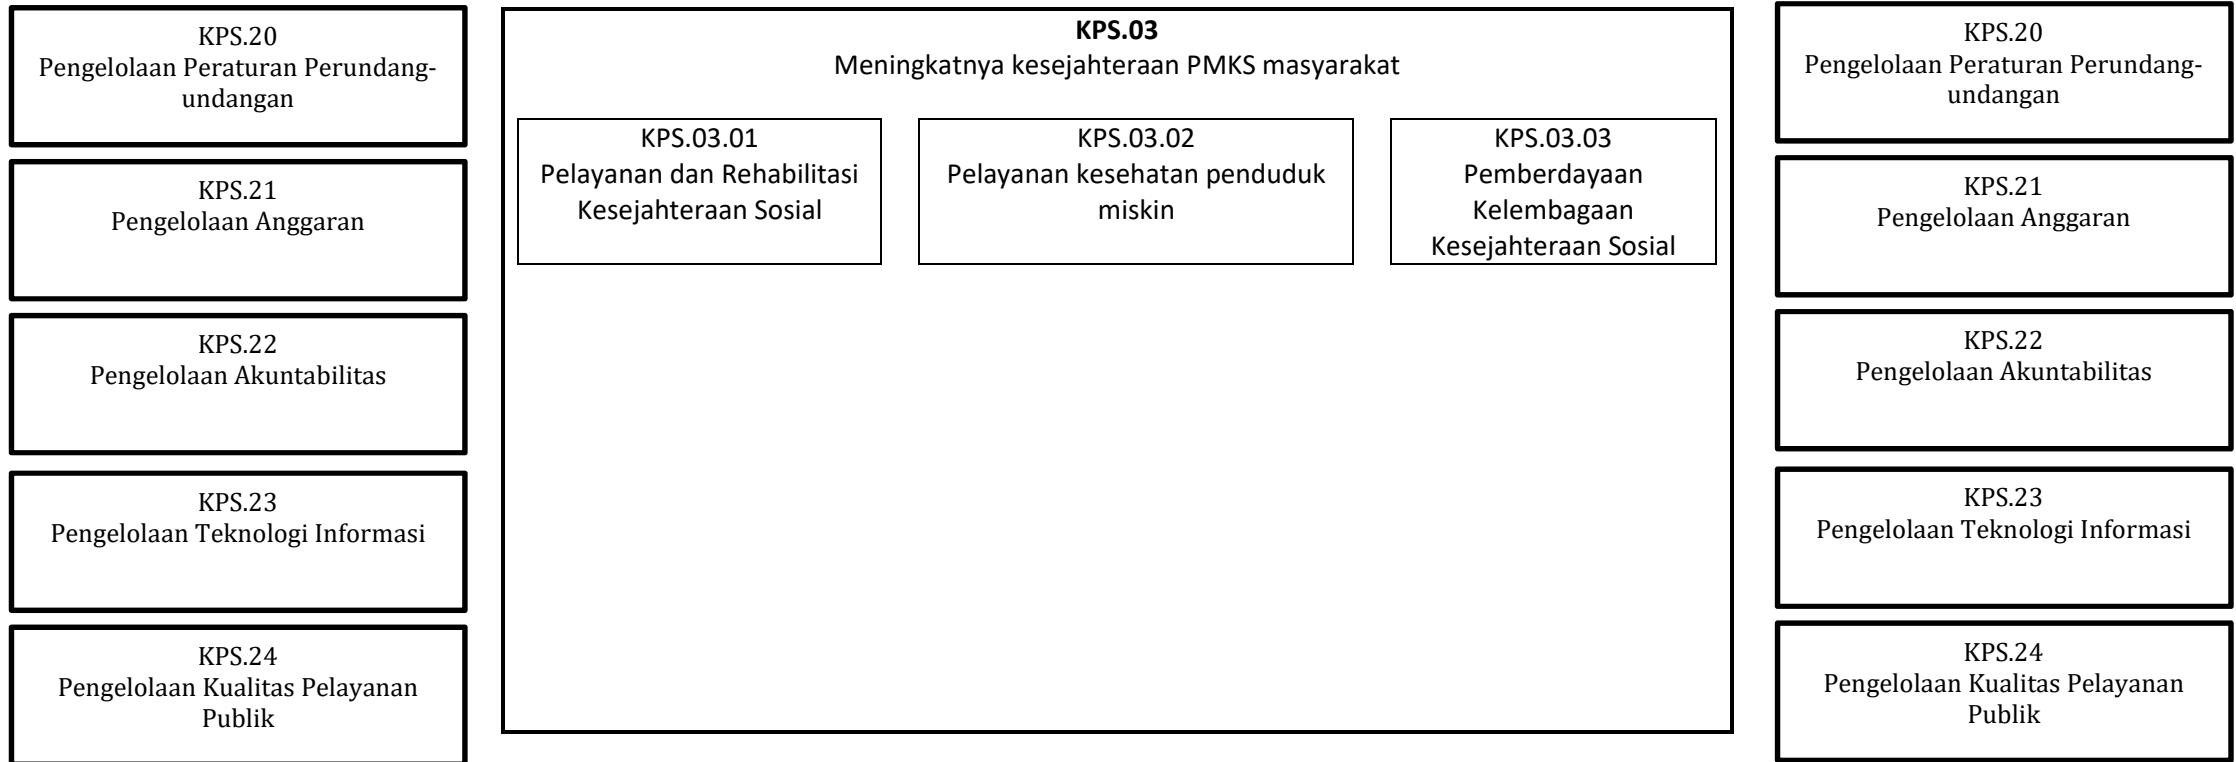 KPS.20
Pengelolaan Peraturan Perundang-
undangan
KPS.21
Pengelolaan Anggaran
KPS.22
Pengelolaan Akuntabilitas
KPS.23
Pengelolaan Teknologi Informasi
KPS.24
Pengelolaan Kualitas Pelayanan
Publik
KPS.03
Meningkatnya kesejahteraan PMKS masyarakat
KPS.03.01
Pelayanan dan Rehabilitasi
Kesejahteraan Sosial
KPS.03.02
Pelayanan kesehatan penduduk
miskin
KPS.03.03
Pemberdayaan
Kelembagaan
Kesejahteraan Sosial
KPS.20
Pengelolaan Peraturan Perundang-
undangan
KPS.21
Pengelolaan Anggaran
KPS.22
Pengelolaan Akuntabilitas
KPS.23
Pengelolaan Teknologi Informasi
KPS.24
Pengelolaan Kualitas Pelayanan
Publik